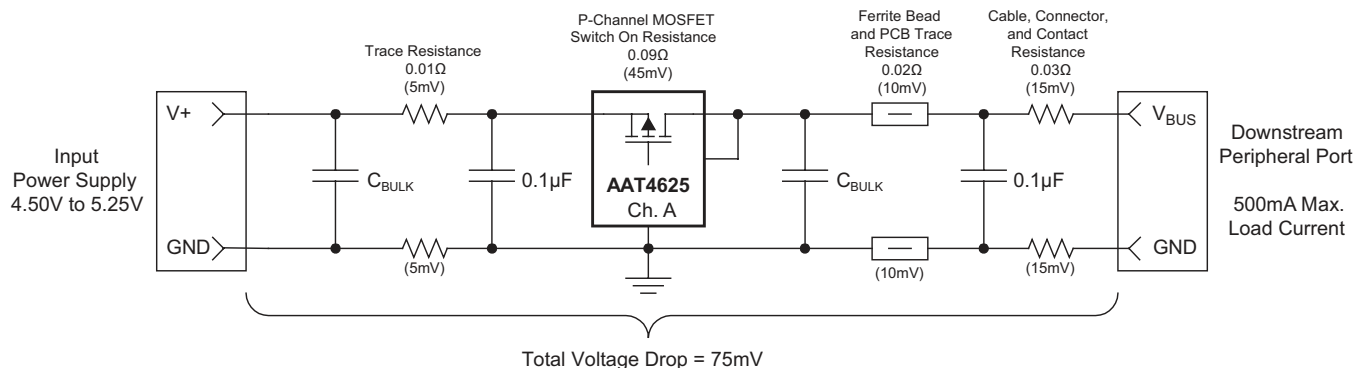 P-Channel MOSFET
Switch On Resistance
0.09Ω
(45mV)
Trace Resistance
0.01Ω
(5mV)
Ferrite Bead
and PCB Trace
Resistance
0.02Ω
(10mV)
Cable, Connector,
and Contact
Resistance
0.03Ω
(15mV)
Input
Power Supply
4.50V to 5.25V
V+
GND
C_BULK
0.1µF
AAT4625
Ch. A
C_BULK
0.1µF
V_BUS
GND
Downstream
Peripheral Port
500mA Max.
Load Current
(5mV)
(10mV)
(15mV)
Total Voltage Drop = 75mV